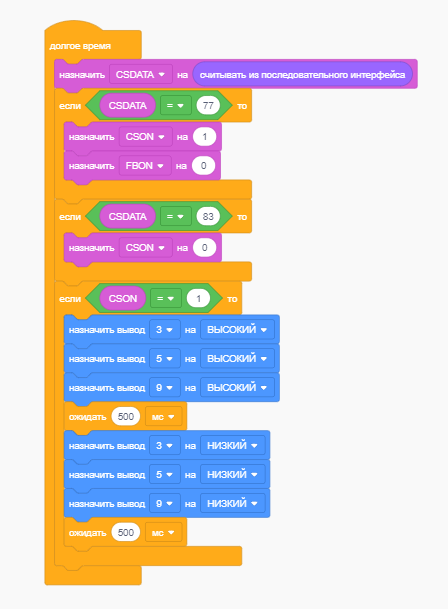 долгое время
назначить CSDATA на считывать из последовательного интерфейса
если CSDATA = 77 то
назначить CSON на 1
назначить FBON на 0
если CSDATA = 83 то
назначить CSON на 0
если CSON = 1 то
назначить вывод 3 на ВЫСОКИЙ
назначить вывод 5 на ВЫСОКИЙ
назначить вывод 9 на ВЫСОКИЙ
ожидать 500 мс
назначить вывод 3 на НИЗКИЙ
назначить вывод 5 на НИЗКИЙ
назначить вывод 9 на НИЗКИЙ
ожидать 500 мс